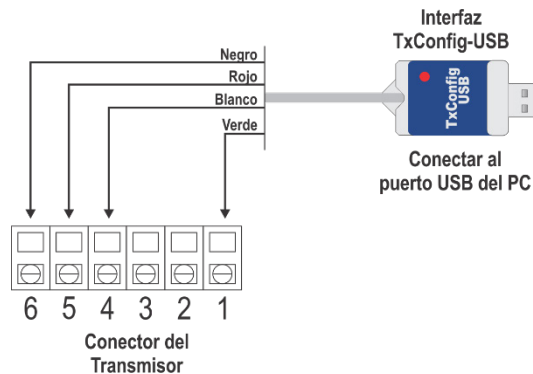 Interfaz
TxConfig-USB
Negro
Rojo
Blanco
Verde
TxConfig
USB
Conectar al
puerto USB del PC
6 5 4 3 2 1
Conector del
Transmisor